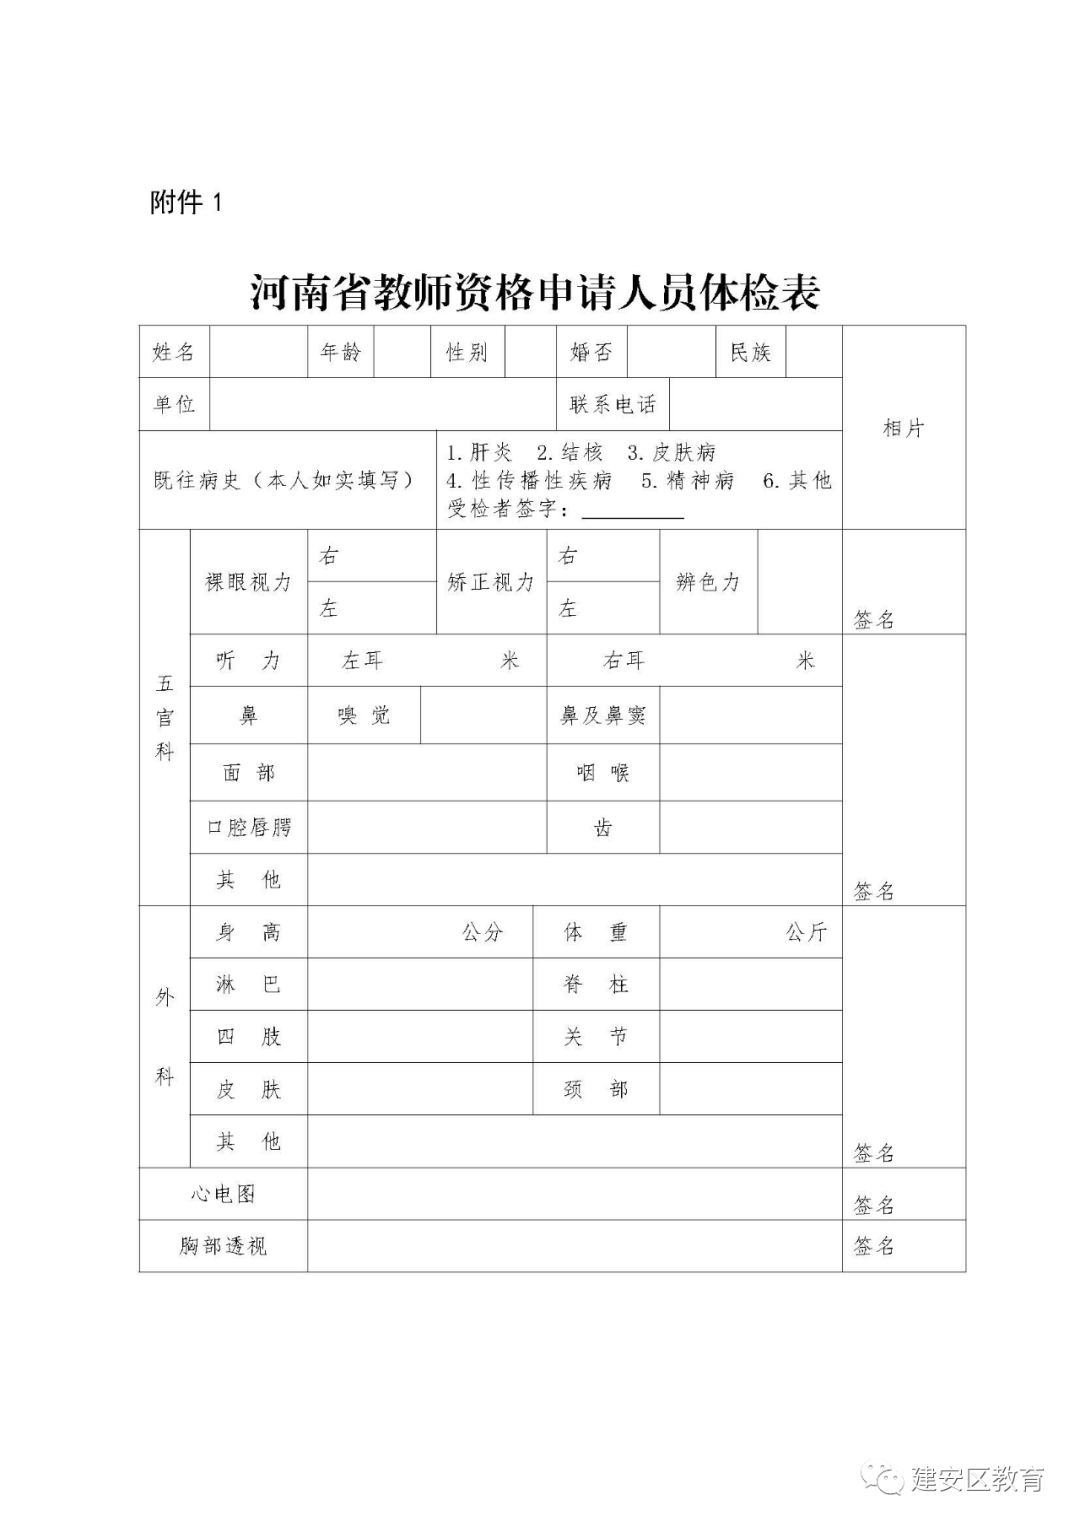 附件 1
河南省教师资格申请人员体检表
姓名 年龄 性别 婚否 民族
相片
单位 联系电话
既往病史（本人如实填写）
1.肝炎 2.结核 3.皮肤病
4.性传播性疾病 5.精神病 6.其他
受检者签字：
五官科
裸眼视力 右 左 矫正视力 右 左 辨色力 签名
听 力 左耳 米 右耳 米
鼻 嗅 觉 鼻及鼻窦
面 部 咽 喉
口腔唇腭 齿
其 他 签名
外科
身 高 公分 体 重 公斤
淋 巴 脊 柱
四 肢 关 节
皮 肤 颈 部
其 他 签名
心电图 签名
胸部透视 签名
建安区教育